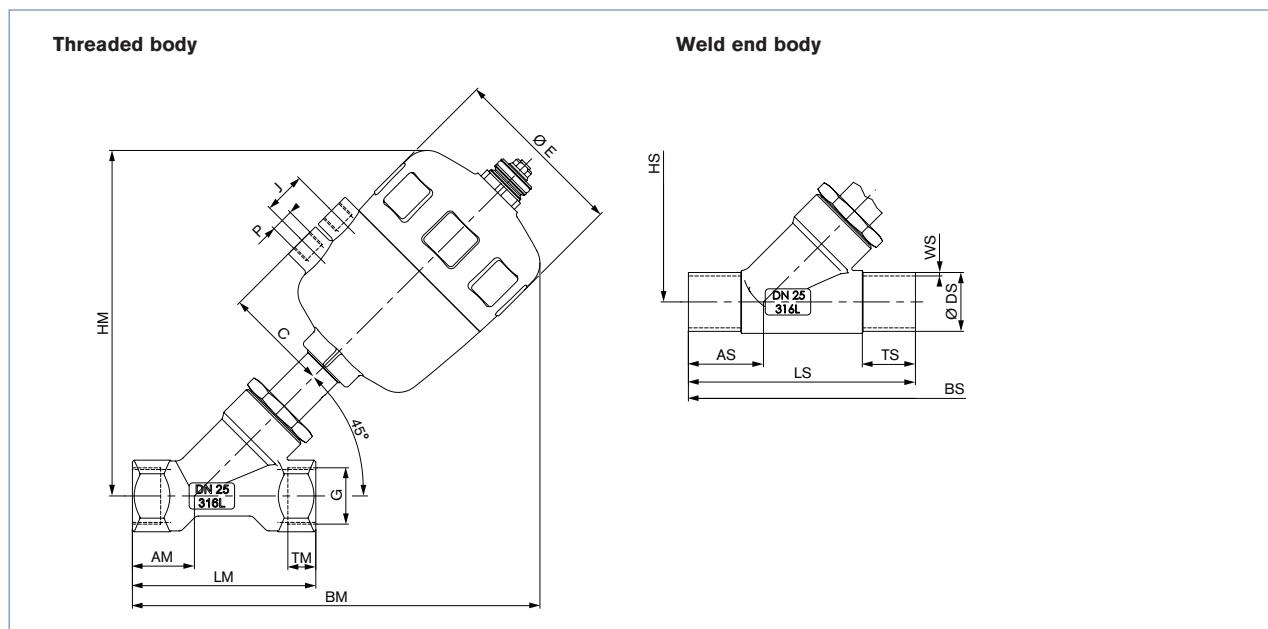 Threaded body
Weld end body
Ø E
HM
J
P
C
45°
DN 25
316L
G
AM
TM
LM
BM
HS
WS
DN 25
316L
Ø DS
AS
TS
LS
BS